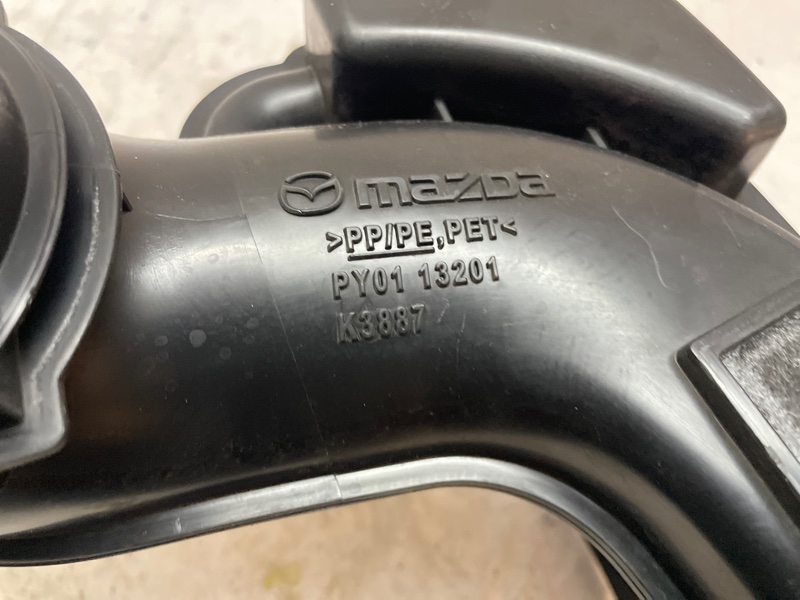 mazda
>PP/PE,PET<
PY01 13201
K3887